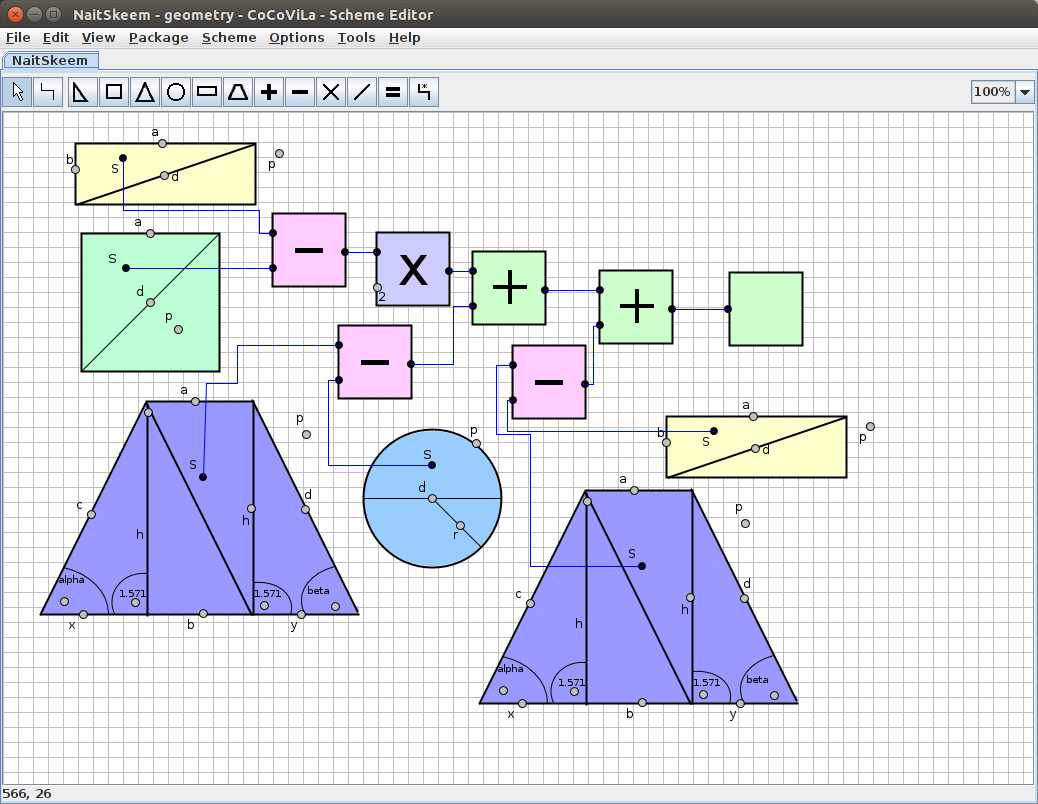 NaitSkeem - geometry - CoCoViLa - Scheme Editor
File Edit View Package Scheme Options Tools Help
NaitSkeem
100%
a
b
S
d
p
a
S
d
p
2
X
a
p
S
c
d
h
h
alpha
1.571
1.571
beta
x
b
y
p
S
d
r
a
b
S
d
p
a
p
S
c
d
h
h
alpha
1.571
1.571
beta
x
b
y
566, 26